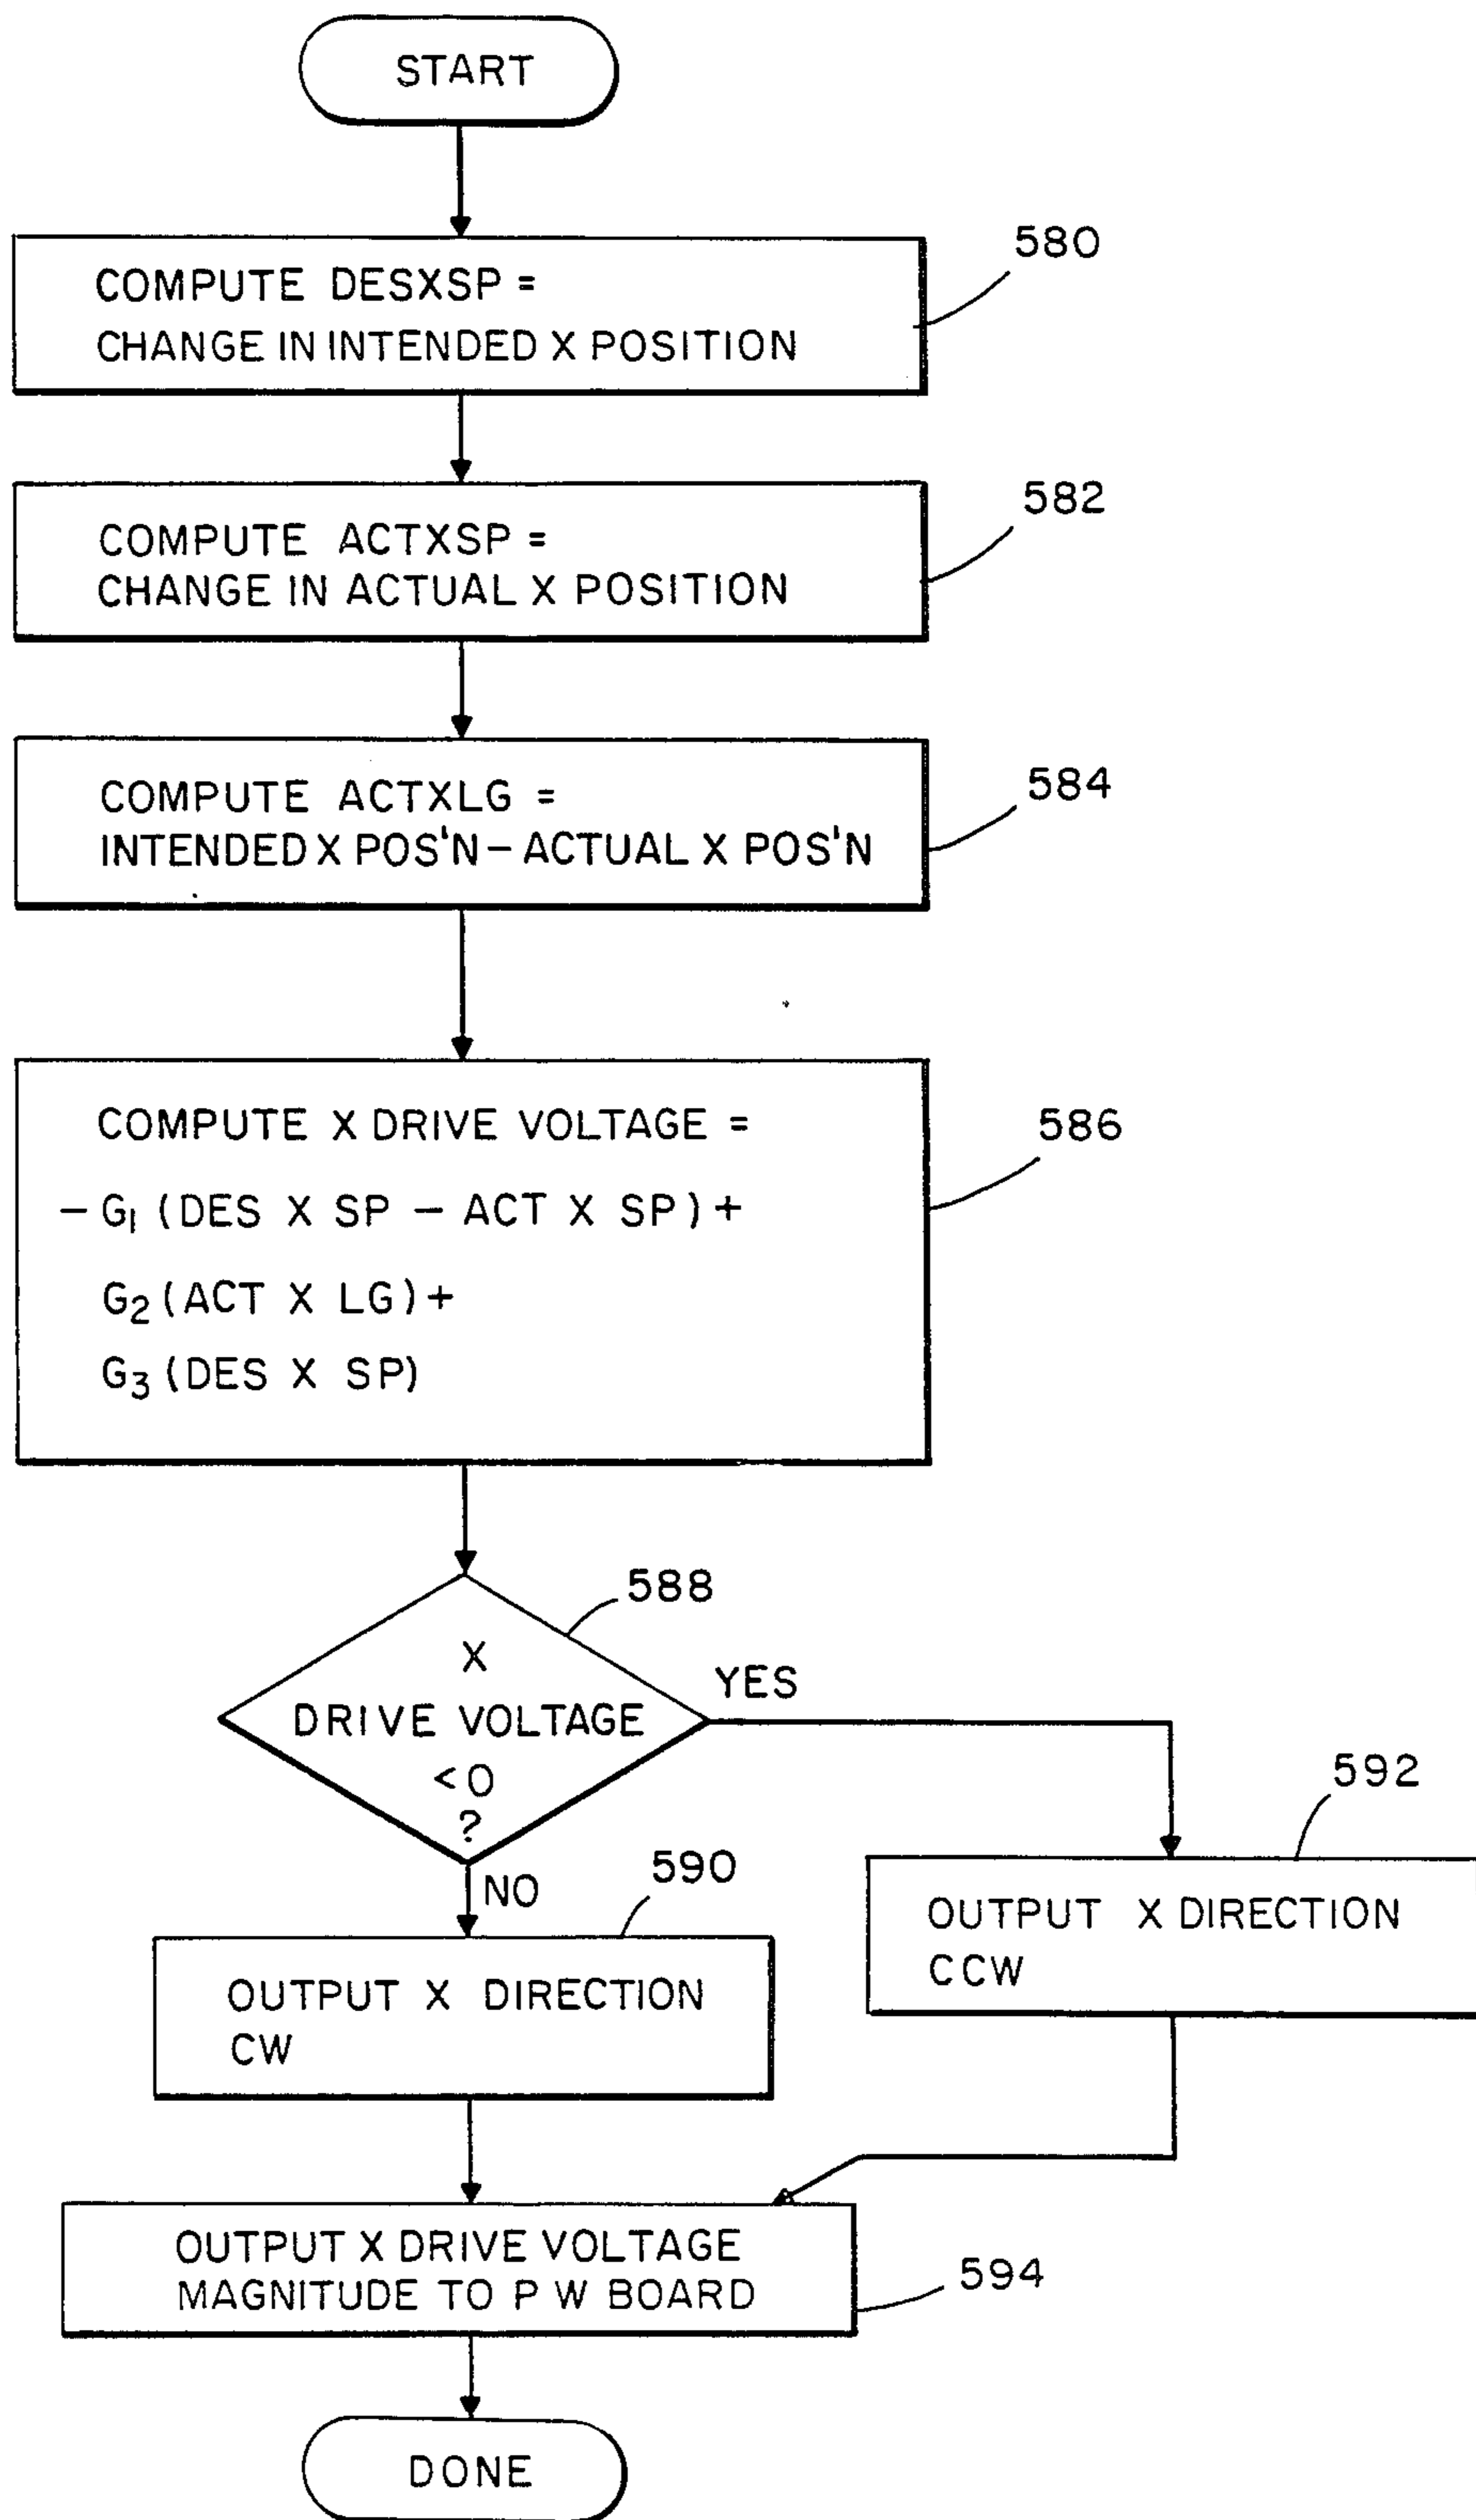 START
580
COMPUTE DESXSP =
CHANGE IN INTENDED X POSITION
582
COMPUTE ACTXSP =
CHANGE IN ACTUAL X POSITION
584
COMPUTE ACTXLG =
INTENDED X POS'N – ACTUAL X POS'N
586
COMPUTE X DRIVE VOLTAGE =
– G1 (DES X SP – ACT X SP) +
G2 (ACT X LG) +
G3 (DES X SP)
588
X
DRIVE VOLTAGE
<0
?
YES
NO
590
OUTPUT X DIRECTION
CW
592
OUTPUT X DIRECTION
CCW
OUTPUT X DRIVE VOLTAGE
MAGNITUDE TO P W BOARD
594
DONE